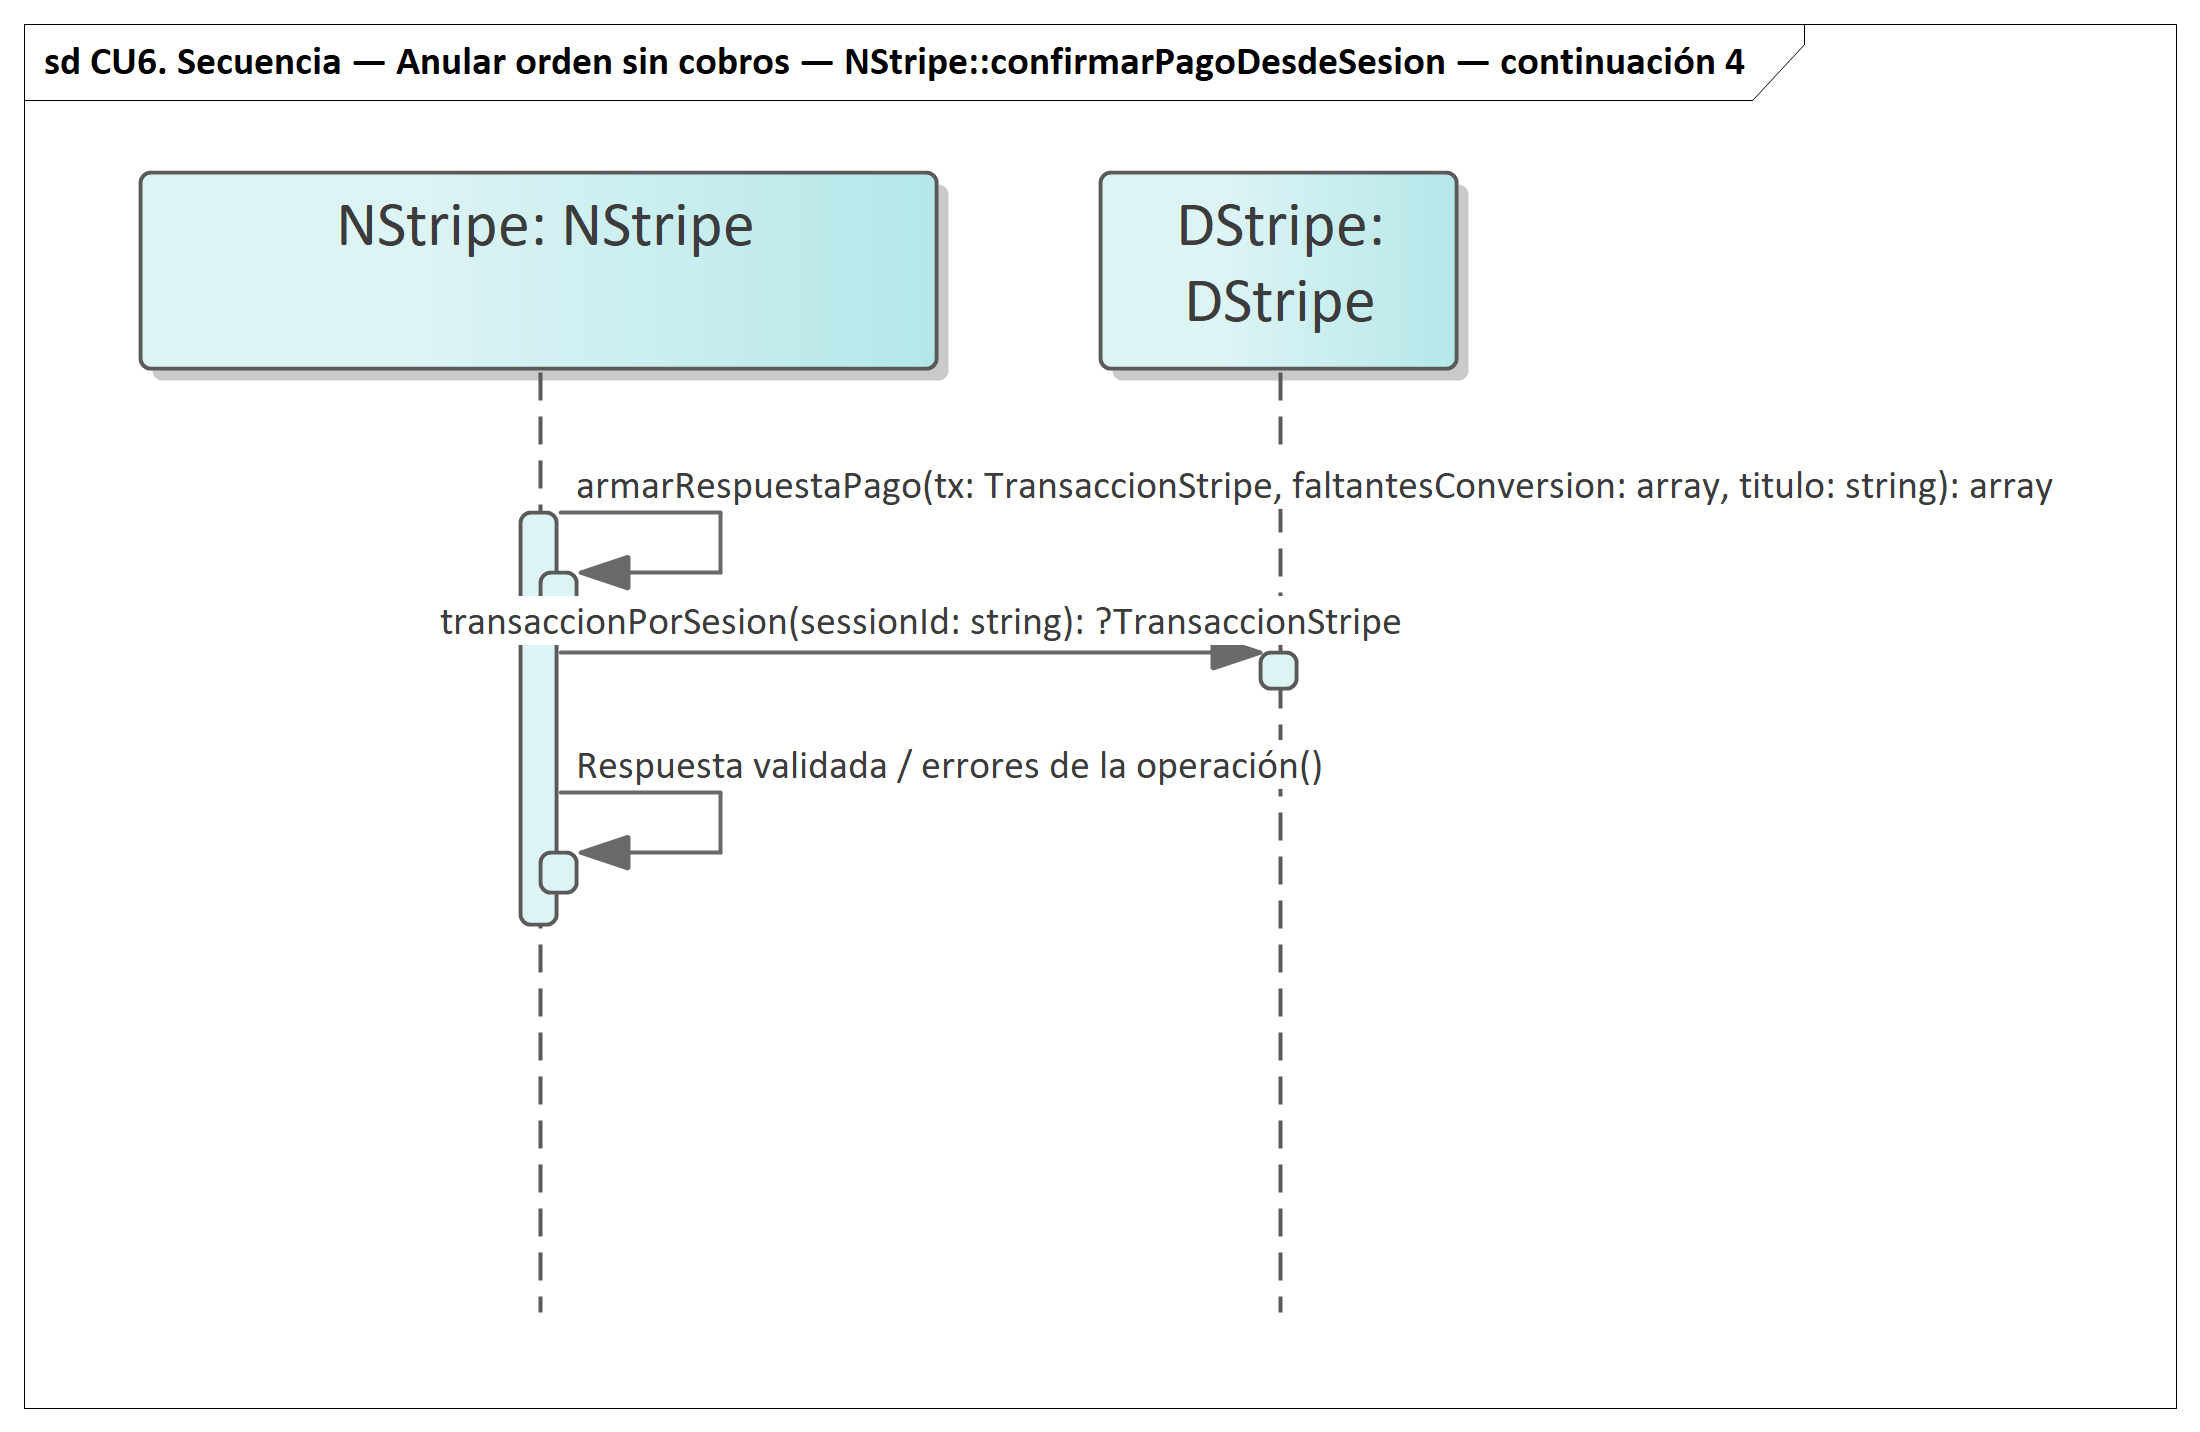 sd CU6. Secuencia — Anular orden sin cobros — NStripe::confirmarPagoDesdeSesion — continuación 4
NStripe: NStripe
DStripe:
DStripe
armarRespuestaPago(tx: TransaccionStripe, faltantesConversion: array, titulo: string): array
transaccionPorSesion(sessionId: string): ?TransaccionStripe
Respuesta validada / errores de la operación()